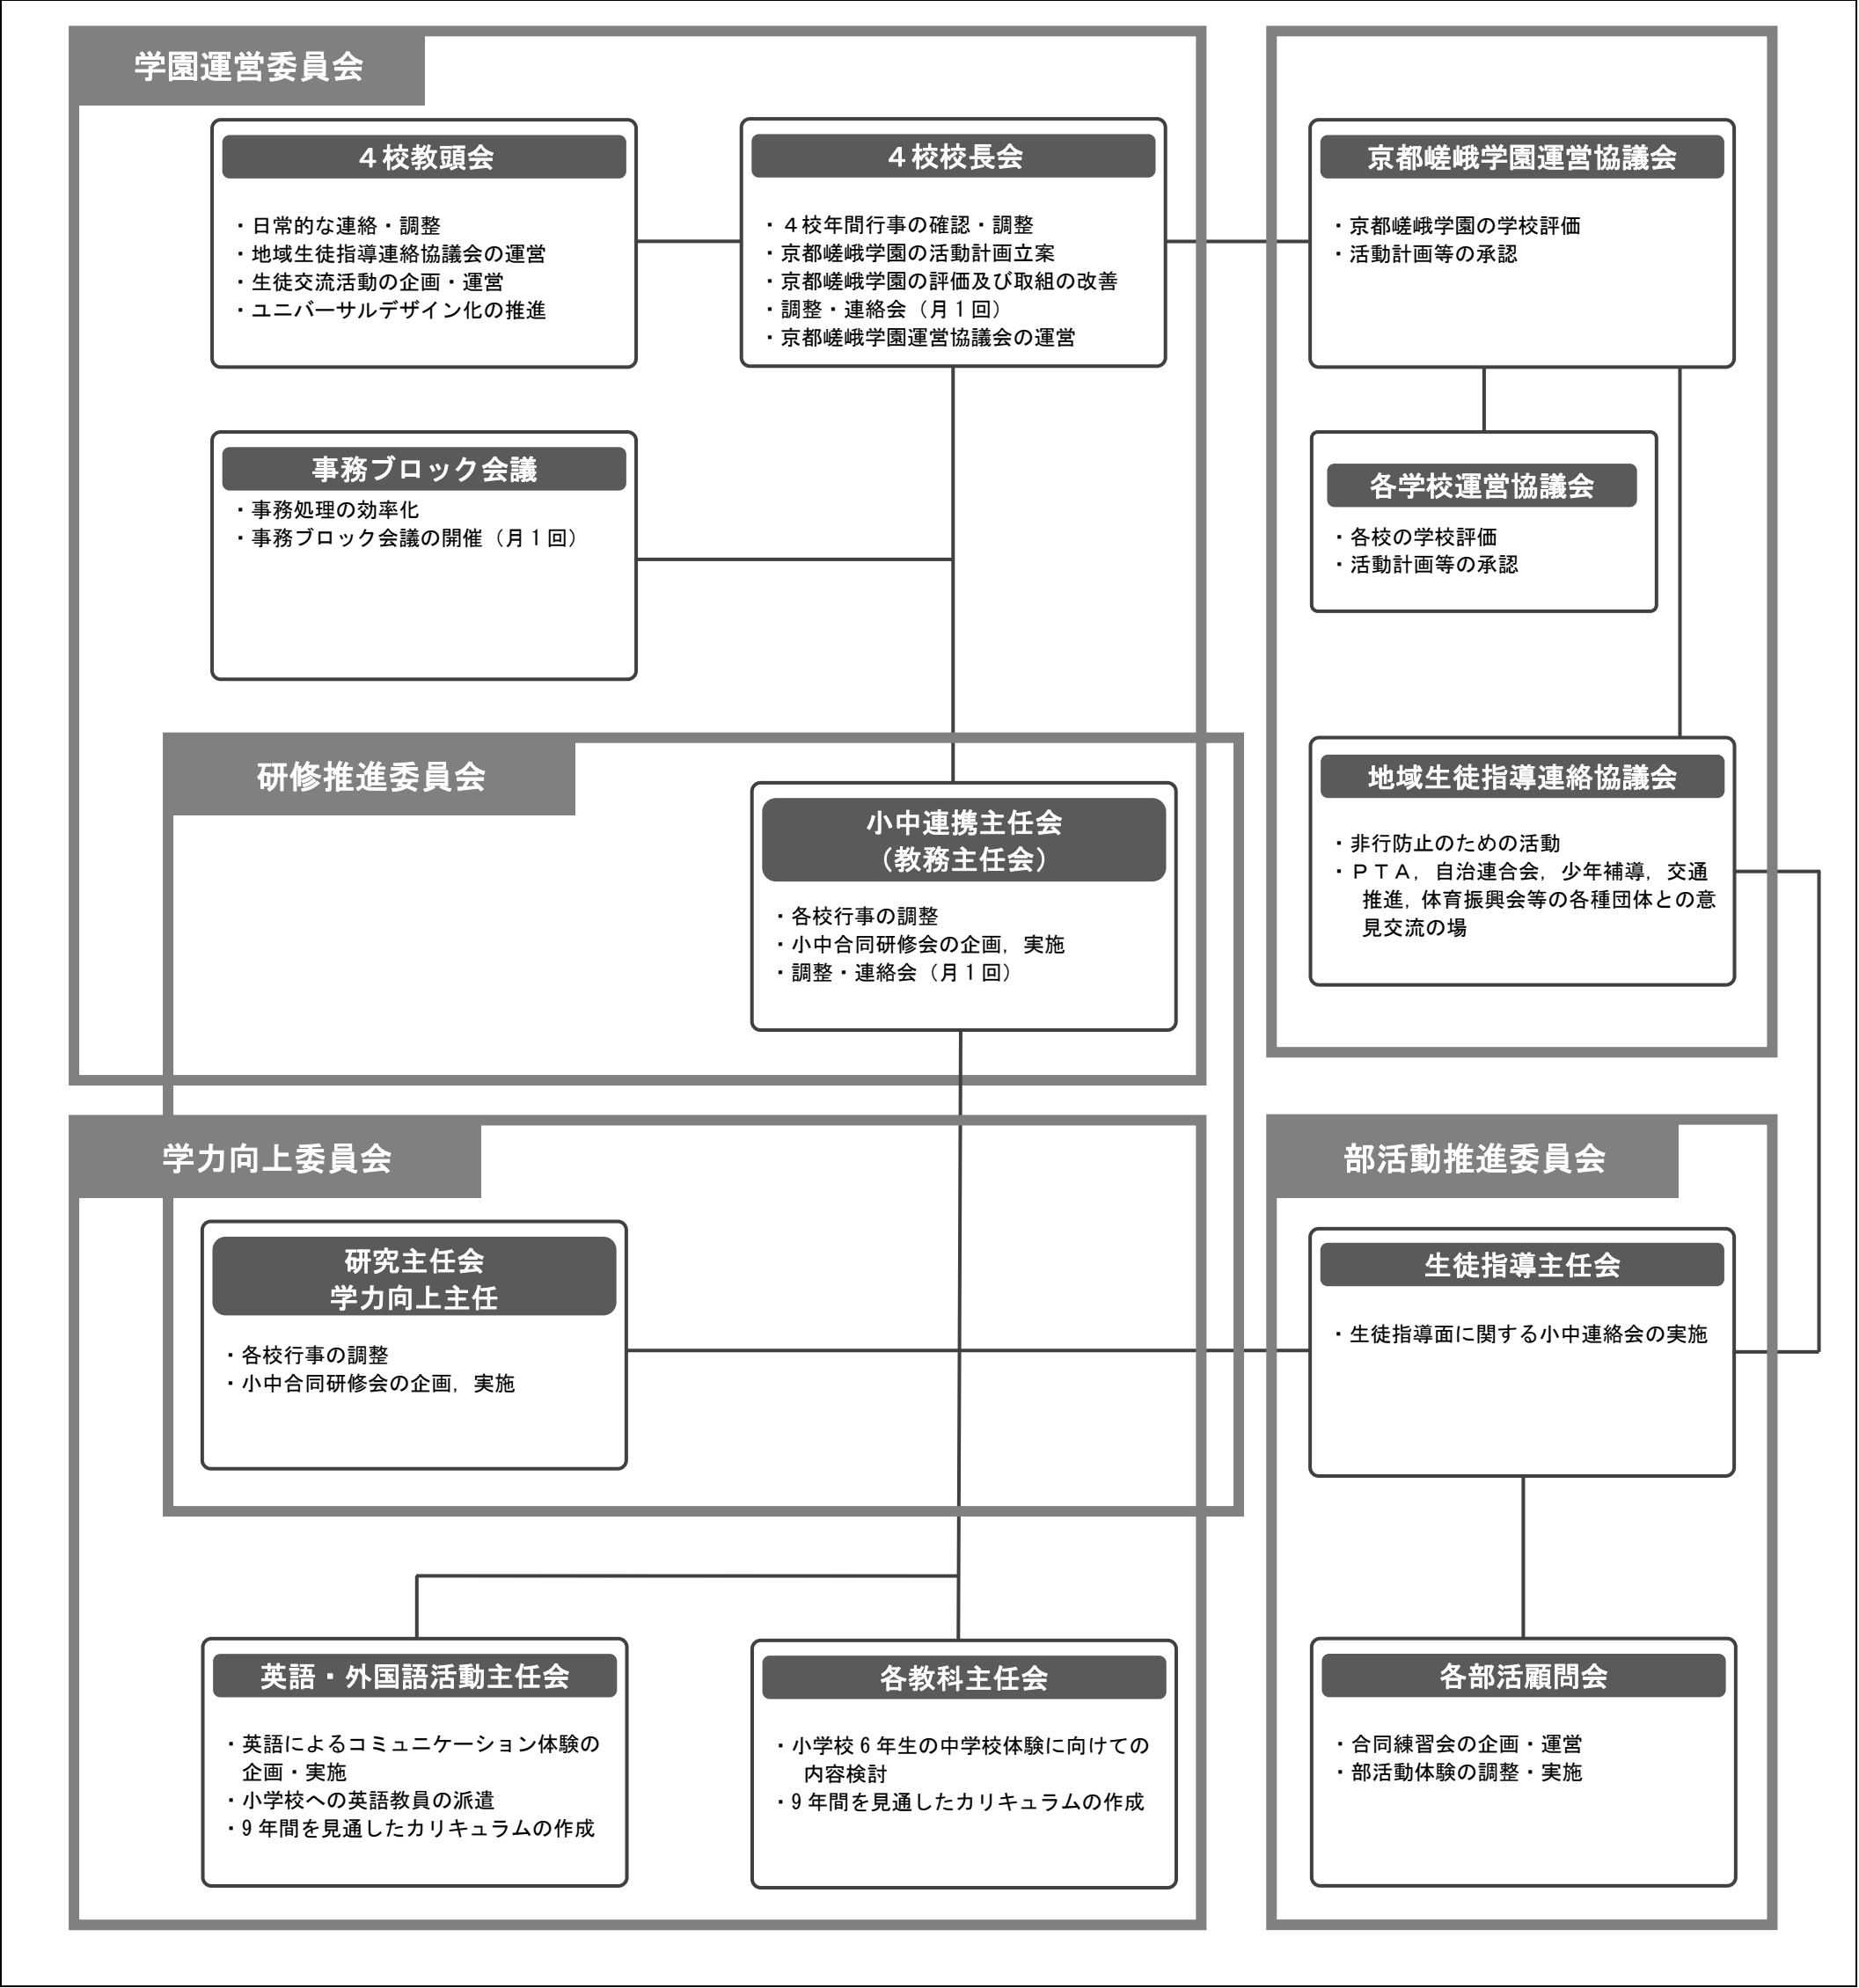 学園運営委員会
４校教頭会
・日常的な連絡・調整
・地域生徒指導連絡協議会の運営
・生徒交流活動の企画・運営
・ユニバーサルデザイン化の推進
４校校長会
・４校年間行事の確認・調整
・京都嵯峨学園の活動計画立案
・京都嵯峨学園の評価及び取組の改善
・調整・連絡会（月１回）
・京都嵯峨学園運営協議会の運営
京都嵯峨学園運営協議会
・京都嵯峨学園の学校評価
・活動計画等の承認
事務ブロック会議
・事務処理の効率化
・事務ブロック会議の開催（月１回）
各学校運営協議会
・各校の学校評価
・活動計画等の承認
研修推進委員会
小中連携主任会
（教務主任会）
・各校行事の調整
・小中合同研修会の企画，実施
・調整・連絡会（月１回）
地域生徒指導連絡協議会
・非行防止のための活動
・ＰＴＡ，自治連合会，少年補導，交通
推進，体育振興会等の各種団体との意
見交流の場
学力向上委員会
研究主任会
学力向上主任
・各校行事の調整
・小中合同研修会の企画，実施
部活動推進委員会
生徒指導主任会
・生徒指導面に関する小中連絡会の実施
英語・外国語活動主任会
・英語によるコミュニケーション体験の
企画・実施
・小学校への英語教員の派遣
・9年間を見通したカリキュラムの作成
各教科主任会
・小学校6年生の中学校体験に向けての
内容検討
・9年間を見通したカリキュラムの作成
各部活顧問会
・合同練習会の企画・運営
・部活動体験の調整・実施